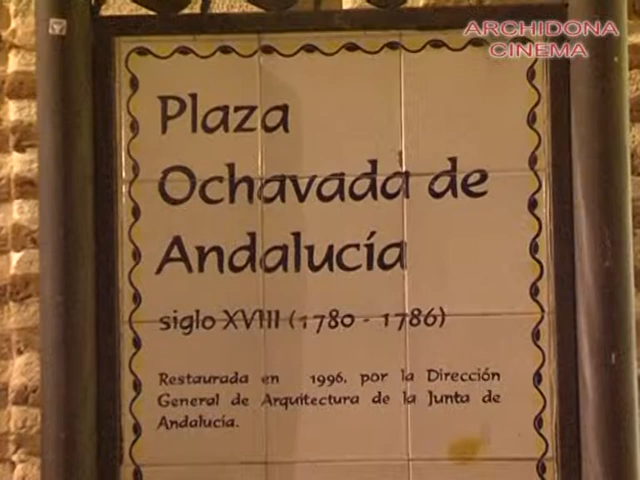 ARCHIDONA
CINEMA
Plaza
Ochavada de
Andalucía
siglo XVIII (1780 - 1786)
Restaurada en 1996, por la Dirección
General de Arquitectura de la Junta de
Andalucía.